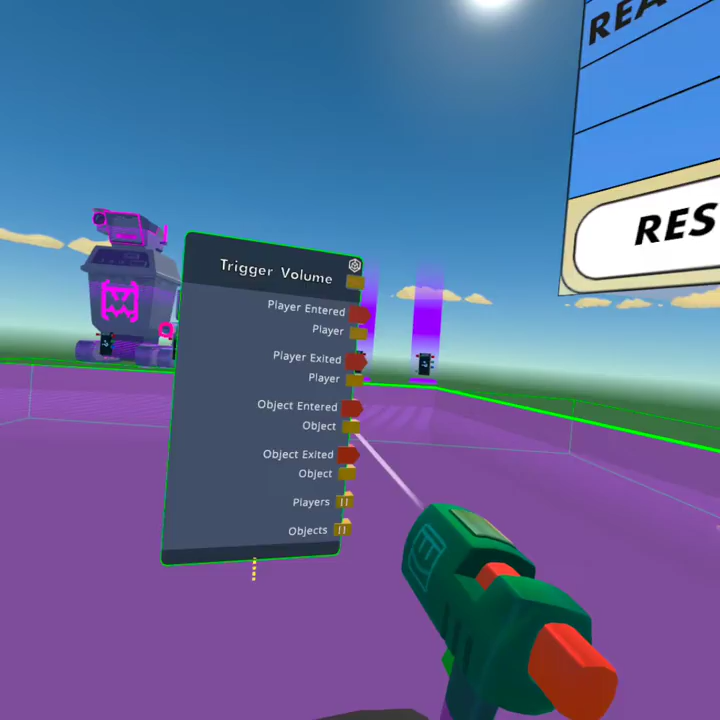 Trigger Volume
Player Entered
Player
Player Exited
Player
Object Entered
Object
Object Exited
Object
Players
Objects
REA
RES